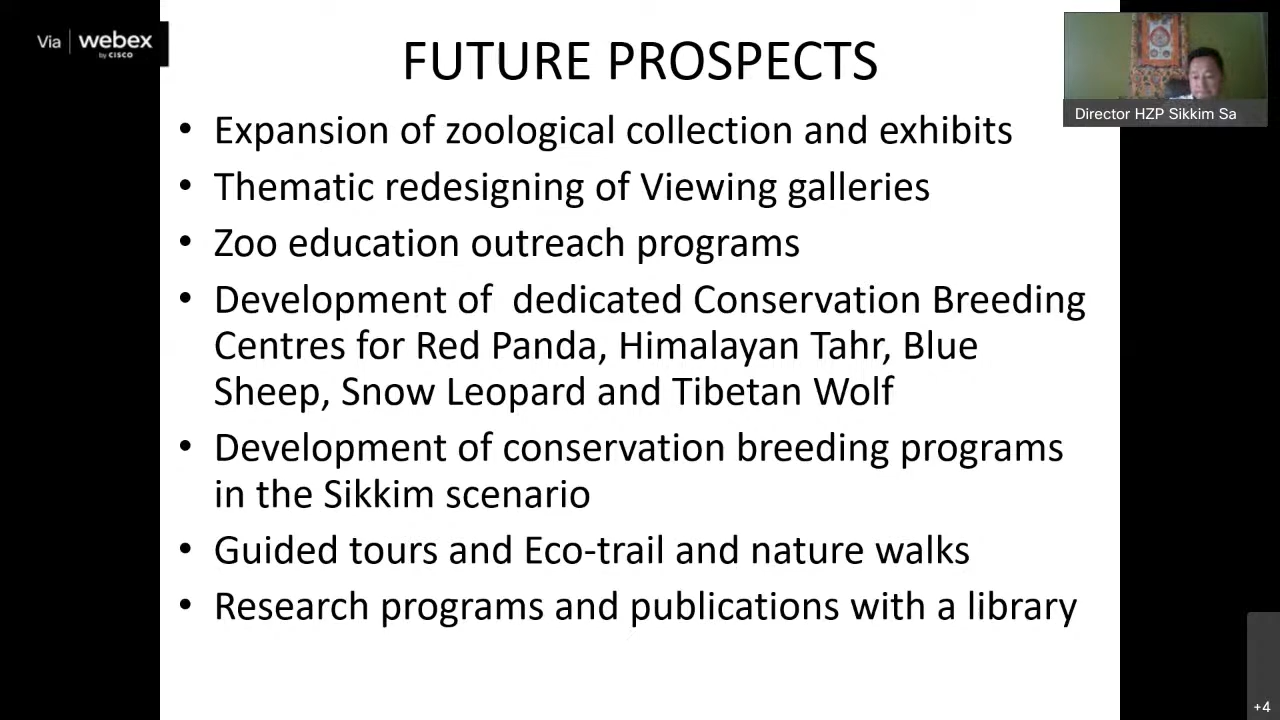 Via webex
by CISCO
FUTURE PROSPECTS
Director HZP Sikkim Sa
• Expansion of zoological collection and exhibits
• Thematic redesigning of Viewing galleries
• Zoo education outreach programs
• Development of  dedicated Conservation Breeding
Centres for Red Panda, Himalayan Tahr, Blue
Sheep, Snow Leopard and Tibetan Wolf
• Development of conservation breeding programs
in the Sikkim scenario
• Guided tours and Eco-trail and nature walks
• Research programs and publications with a library
+4